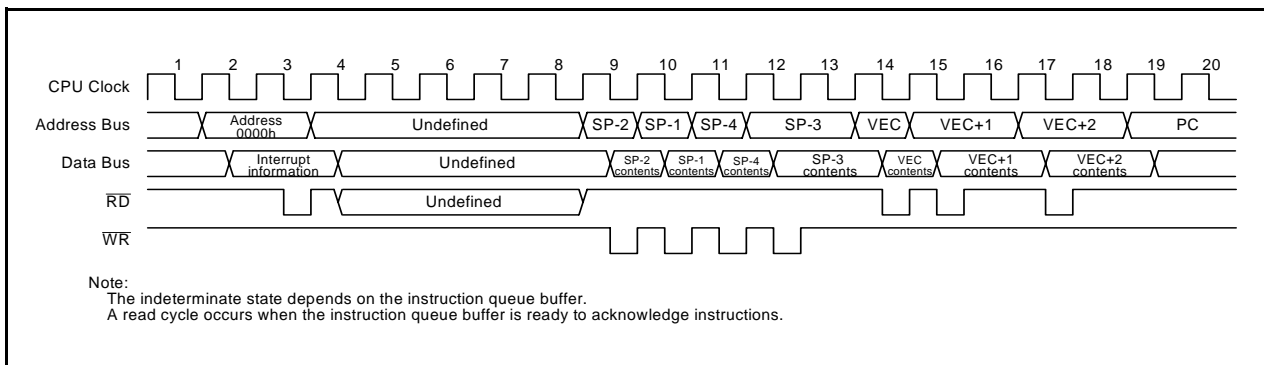 1 2 3 4 5 6 7 8 9 10 11 12 13 14 15 16 17 18 19 20
CPU Clock
Address Bus
Address
0000h
Undefined
SP-2
SP-1
SP-4
SP-3
VEC
VEC+1
VEC+2
PC
Data Bus
Interrupt
information
Undefined
SP-2
contents
SP-1
contents
SP-4
contents
SP-3
contents
VEC
contents
VEC+1
contents
VEC+2
contents
RD
Undefined
WR
Note:
The indeterminate state depends on the instruction queue buffer.
A read cycle occurs when the instruction queue buffer is ready to acknowledge instructions.